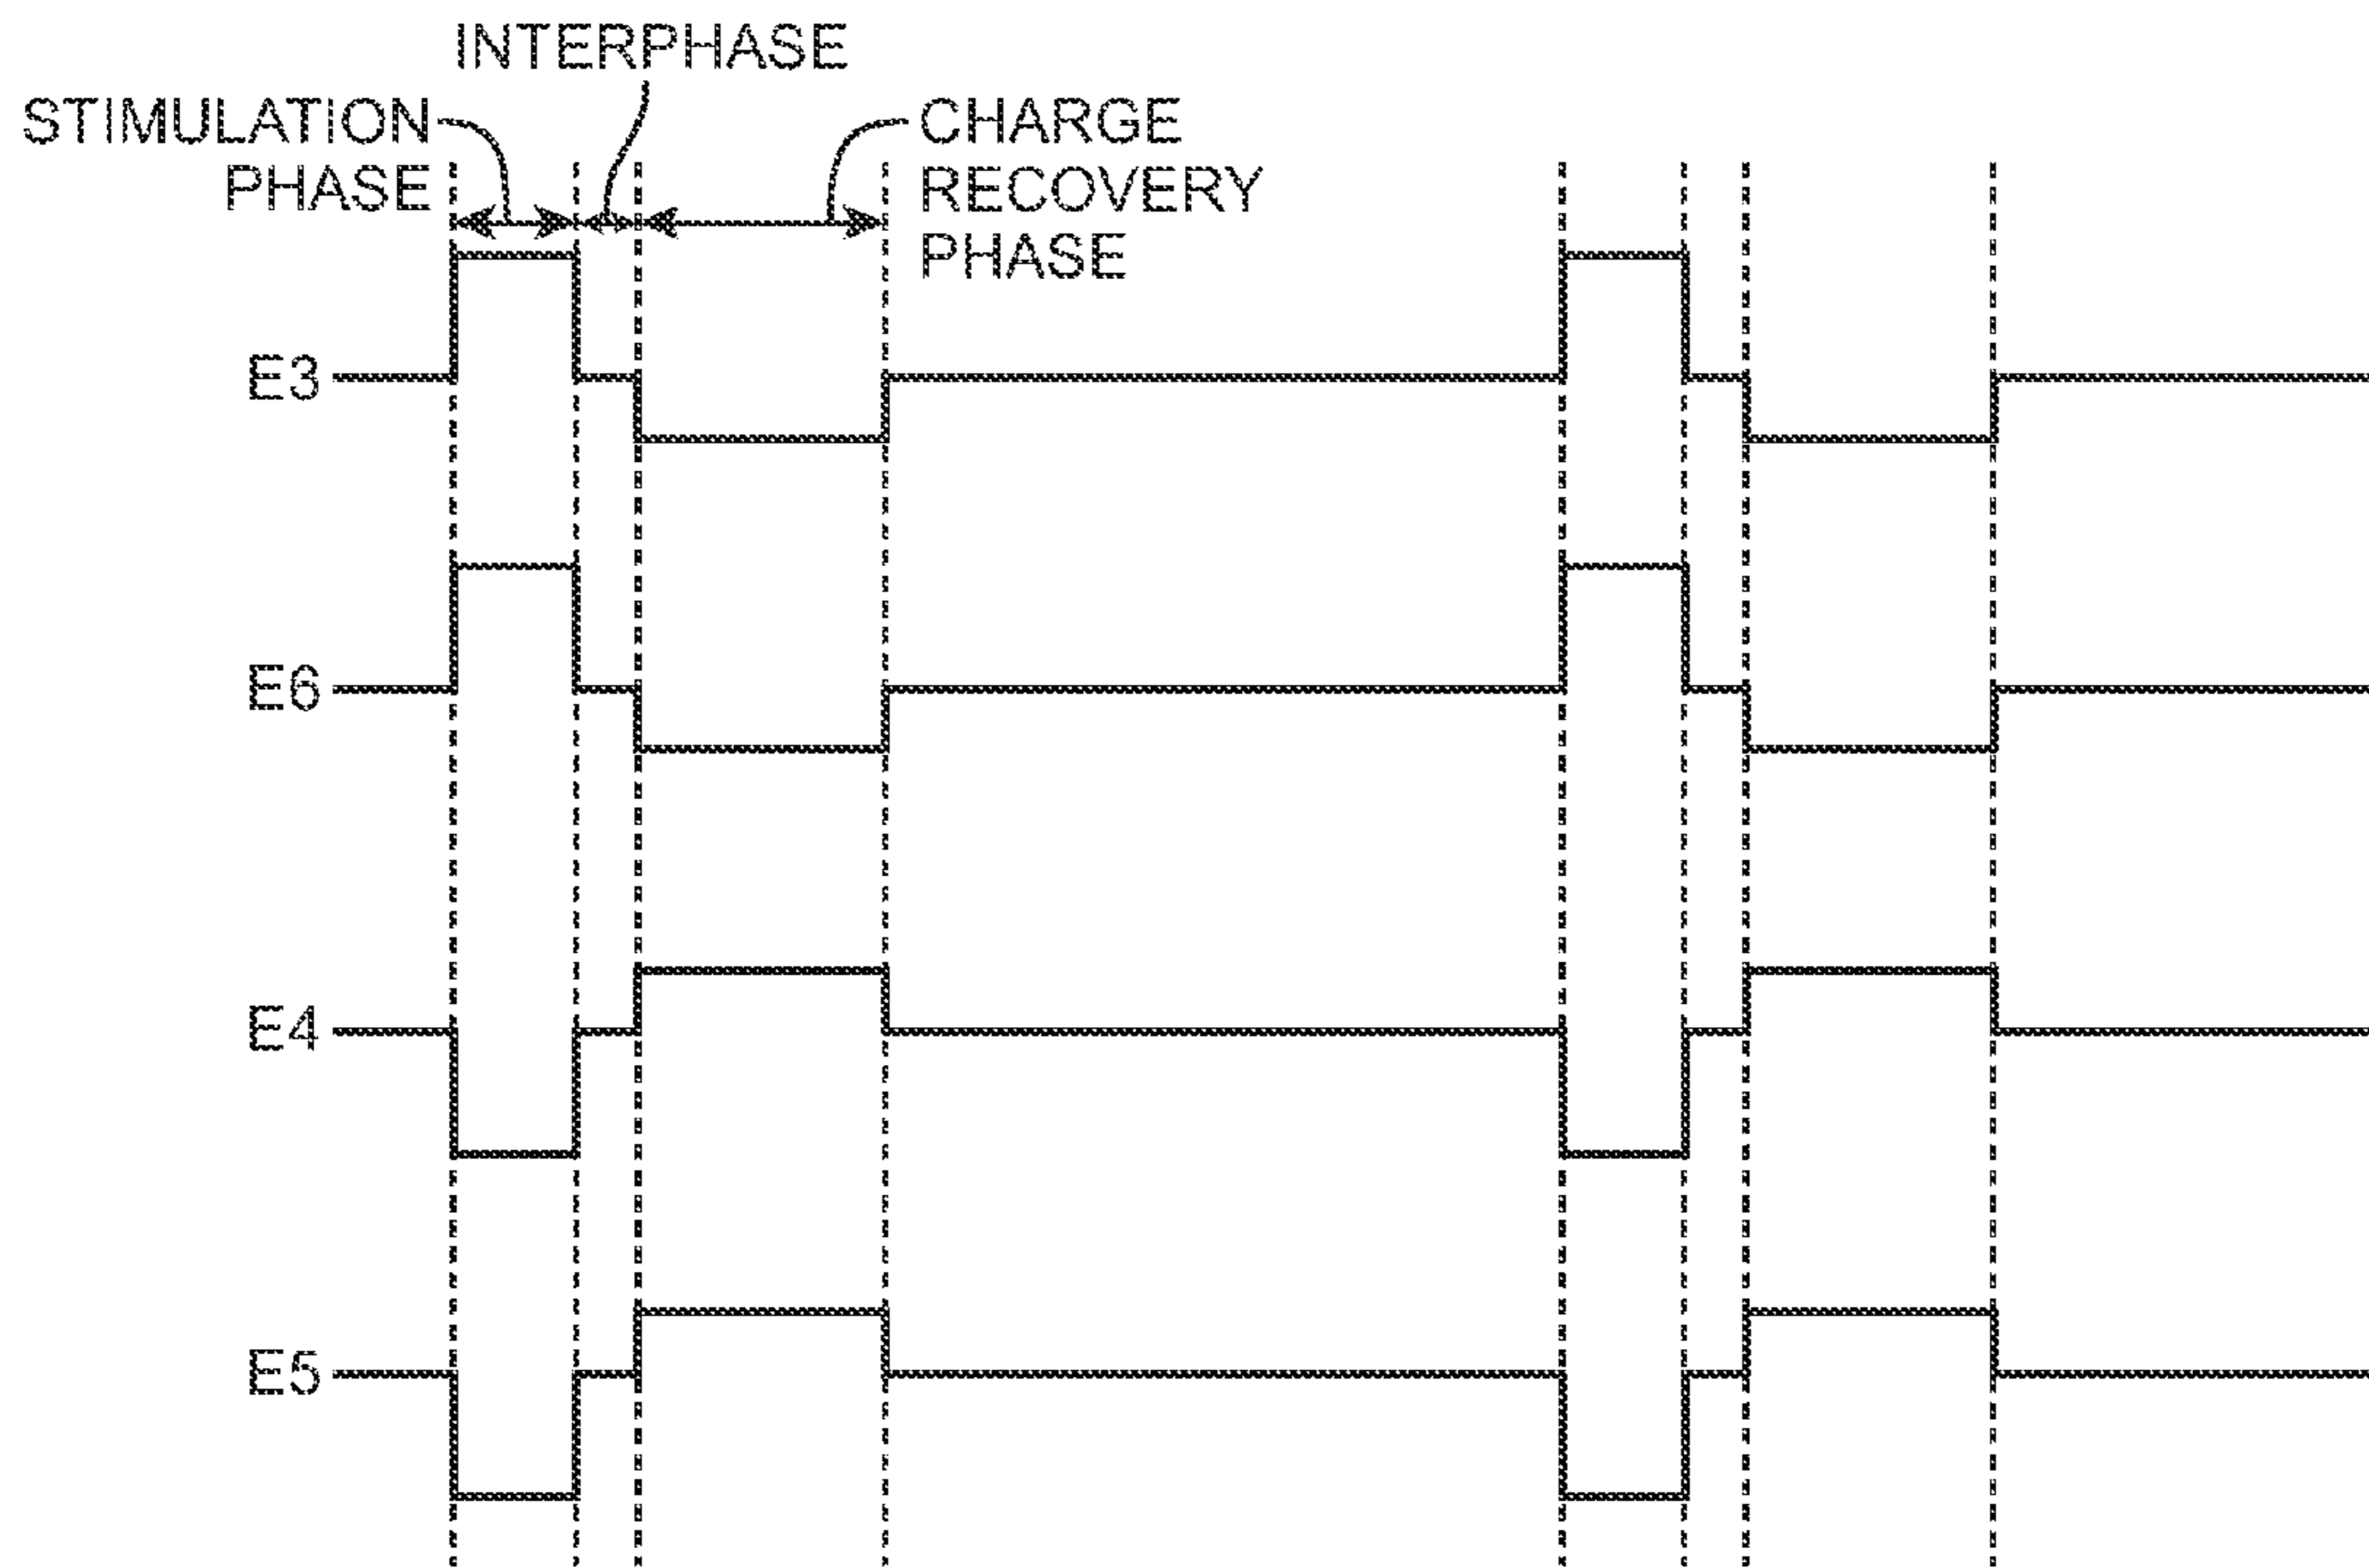 INTERPHASE
STIMULATION
PHASE
CHARGE
RECOVERY
PHASE
E3
E6
E4
E5